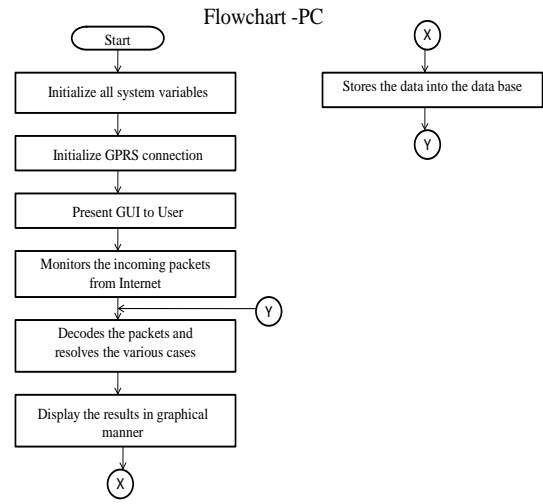 Flowchart -PC
Start
Initialize all system variables
Initialize GPRS connection
Present GUI to User
Monitors the incoming packets
from Internet
Y
Decodes the packets and
resolves the various cases
Display the results in graphical
manner
X
X
Stores the data into the data base
Y